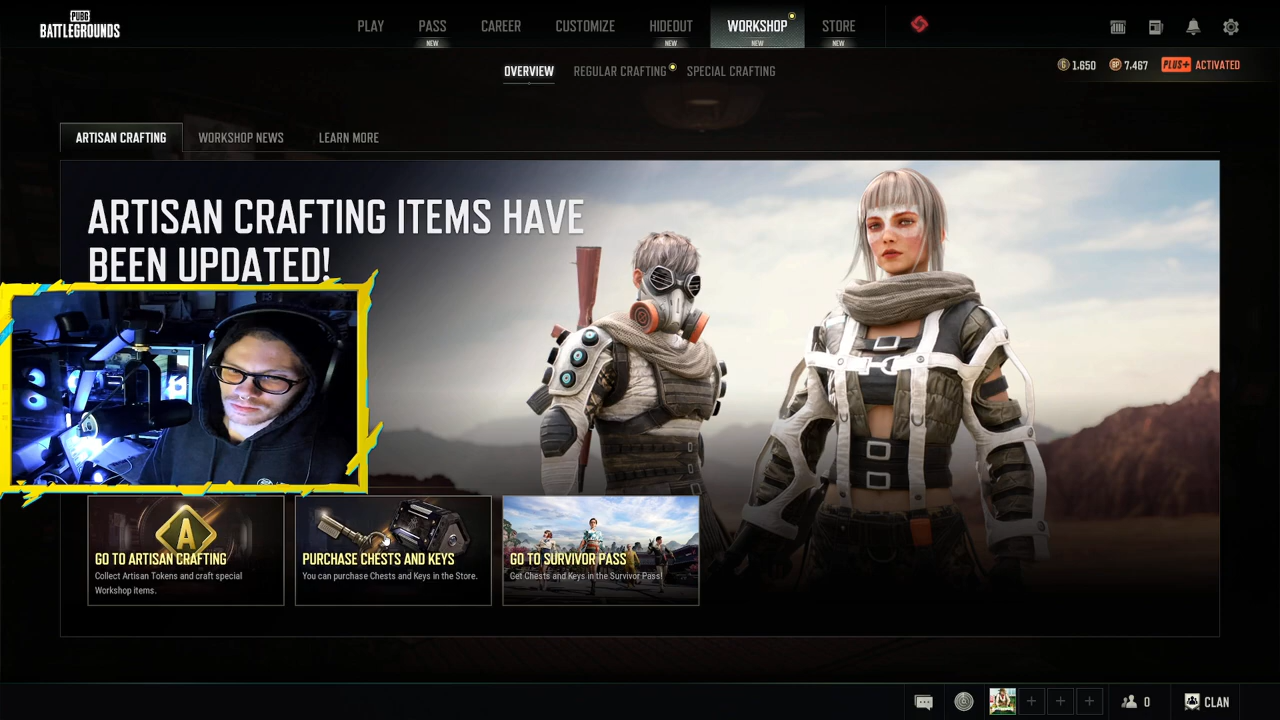 PUBG
BATTLEGROUNDS
PLAY
PASS
NEW
CAREER
CUSTOMIZE
HIDEOUT
NEW
WORKSHOP
NEW
STORE
NEW
OVERVIEW
REGULAR CRAFTING
SPECIAL CRAFTING
G 1,650
BP 7,467
PLUS+ ACTIVATED
ARTISAN CRAFTING
WORKSHOP NEWS
LEARN MORE
ARTISAN CRAFTING ITEMS HAVE
BEEN UPDATED!
A
GO TO ARTISAN CRAFTING
Collect Artisan Tokens and craft special
Workshop items.
PURCHASE CHESTS AND KEYS
You can purchase Chests and Keys in the Store.
GO TO SURVIVOR PASS
Get Chests and Keys in the Survivor Pass!
0
CLAN